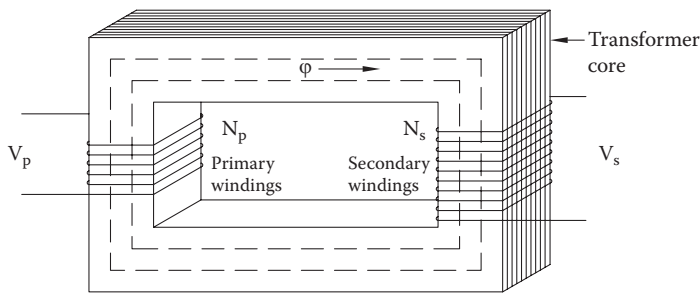 φ
Transformer
core
N_p
N_s
V_p
Primary
windings
Secondary
windings
V_s